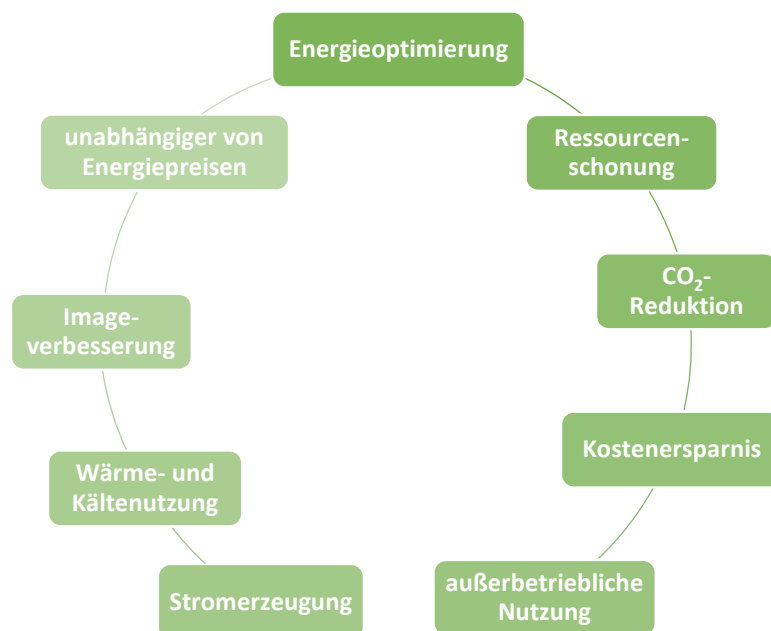 Energieoptimierung
Ressourcen-
schonung
CO₂-
Reduktion
Kostenersparnis
außerbetriebliche
Nutzung
Stromerzeugung
Wärme- und
Kältenutzung
Image-
verbesserung
unabhängiger von
Energiepreisen